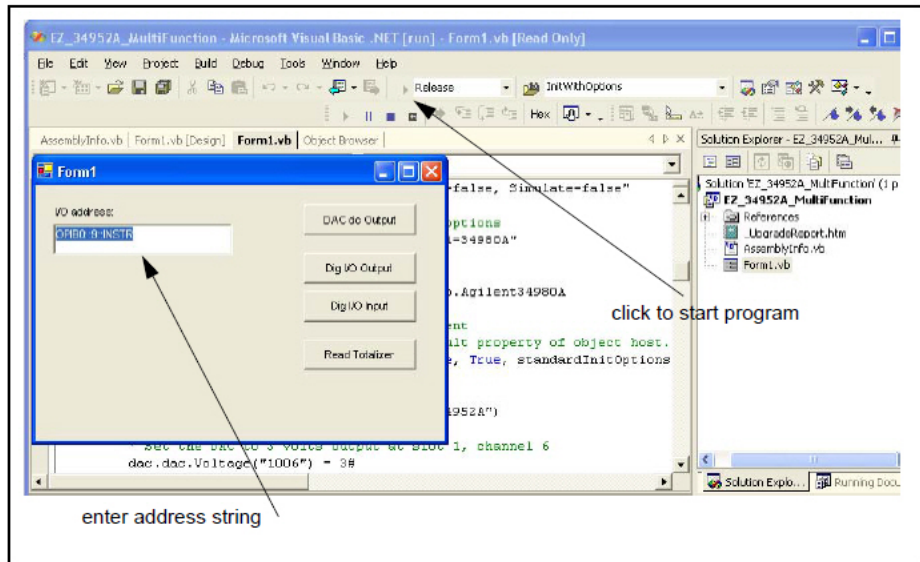 EZ_34952A_MultiFunction - Microsoft Visual Basic .NET [run] - Form1.vb [Read Only]
File Edit View Project Build Debug Tools Window Help
Release InitWithOptions
Hex
AssemblyInfo.vb Form1.vb [Design] Form1.vb Object Browser
Solution Explorer - EZ_34952A_Mul...
Form1
I/O address:
GPIB0::9::INSTR
DAC do Output
Dig I/O Output
Dig I/O Input
Read Totalizer
=false, Simulate=false"
options
=34980A"
.Agilent34980A
ent
lt property of object host.
, True, standardInitOptions
4952A")
Set the DAC to 3 volts output at slot 1, channel 6
dac.dac.Voltage("1006") = 3#
Solution 'EZ_34952A_MultiFunction' (1 p
EZ_34952A_MultiFunction
References
_UpgradeReport.htm
AssemblyInfo.vb
Form1.vb
click to start program
Solution Explo... Running Docu
enter address string